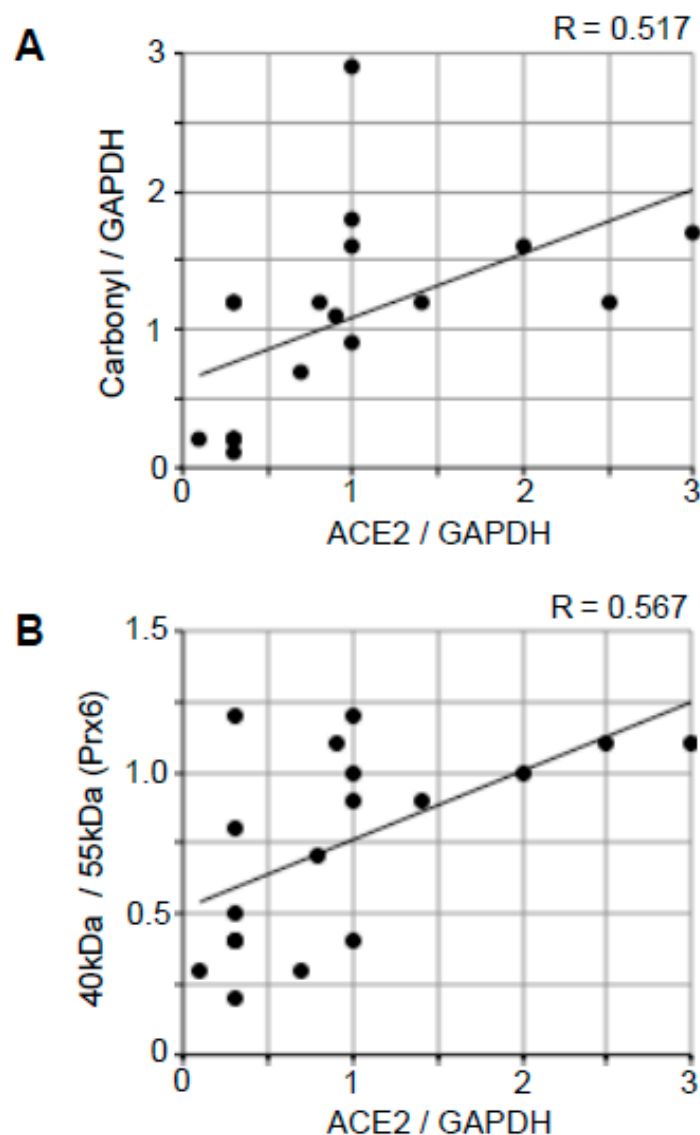 A
R = 0.517
Carbonyl / GAPDH
3
2
1
0
0 1 2 3
ACE2 / GAPDH
B
R = 0.567
40kDa / 55kDa (Prx6)
1.5
1.0
0.5
0
0 1 2 3
ACE2 / GAPDH